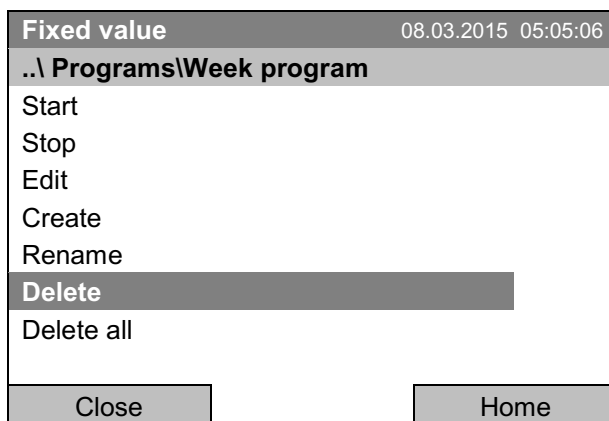 Fixed value 08.03.2015 05:05:06
..\ Programs\Week program
Start
Stop
Edit
Create
Rename
Delete
Delete all
Close Home